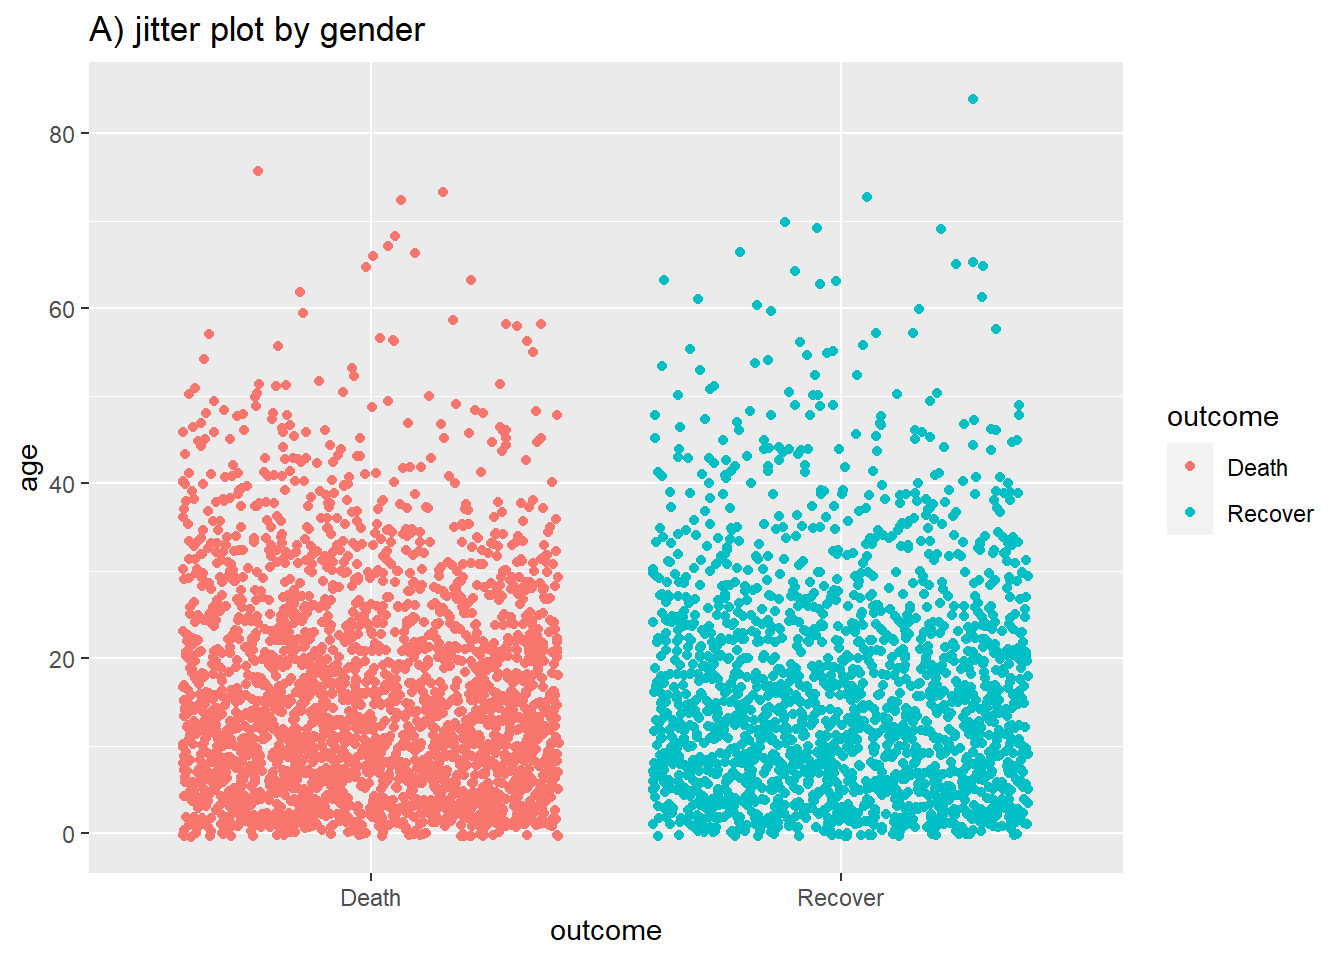 A) jitter plot by gender
80
60
40
20
0
age
Death
Recover
outcome
outcome
Death
Recover